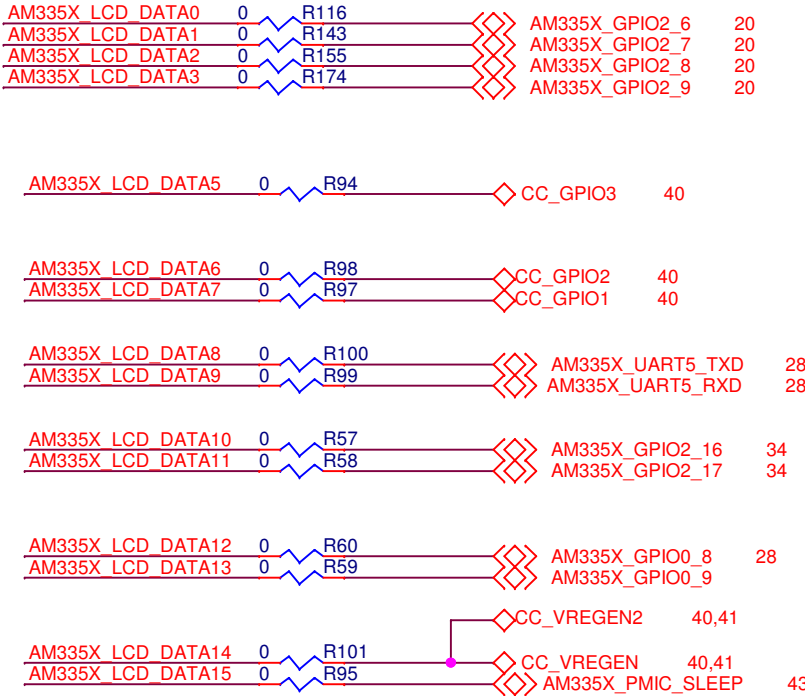 AM335X_LCD_DATA0 0 R116 AM335X_GPIO2_6 20
AM335X_LCD_DATA1 0 R143 AM335X_GPIO2_7 20
AM335X_LCD_DATA2 0 R155 AM335X_GPIO2_8 20
AM335X_LCD_DATA3 0 R174 AM335X_GPIO2_9 20
AM335X_LCD_DATA5 0 R94 CC_GPIO3 40
AM335X_LCD_DATA6 0 R98 CC_GPIO2 40
AM335X_LCD_DATA7 0 R97 CC_GPIO1 40
AM335X_LCD_DATA8 0 R100 AM335X_UART5_TXD 28
AM335X_LCD_DATA9 0 R99 AM335X_UART5_RXD 28
AM335X_LCD_DATA10 0 R57 AM335X_GPIO2_16 34
AM335X_LCD_DATA11 0 R58 AM335X_GPIO2_17 34
AM335X_LCD_DATA12 0 R60 AM335X_GPIO0_8 28
AM335X_LCD_DATA13 0 R59 AM335X_GPIO0_9
CC_VREGEN2 40,41
AM335X_LCD_DATA14 0 R101 CC_VREGEN 40,41
AM335X_LCD_DATA15 0 R95 AM335X_PMIC_SLEEP 43